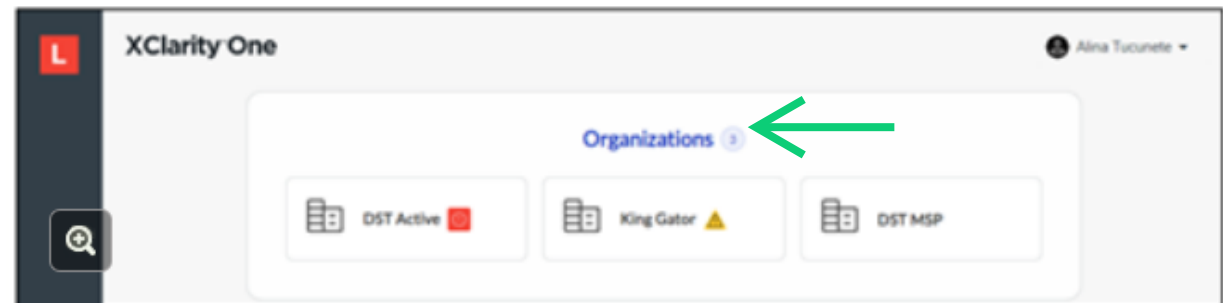 L
XClarity One
Alina Tucunete
Organizations 3
DST Active
King Gator
DST MSP